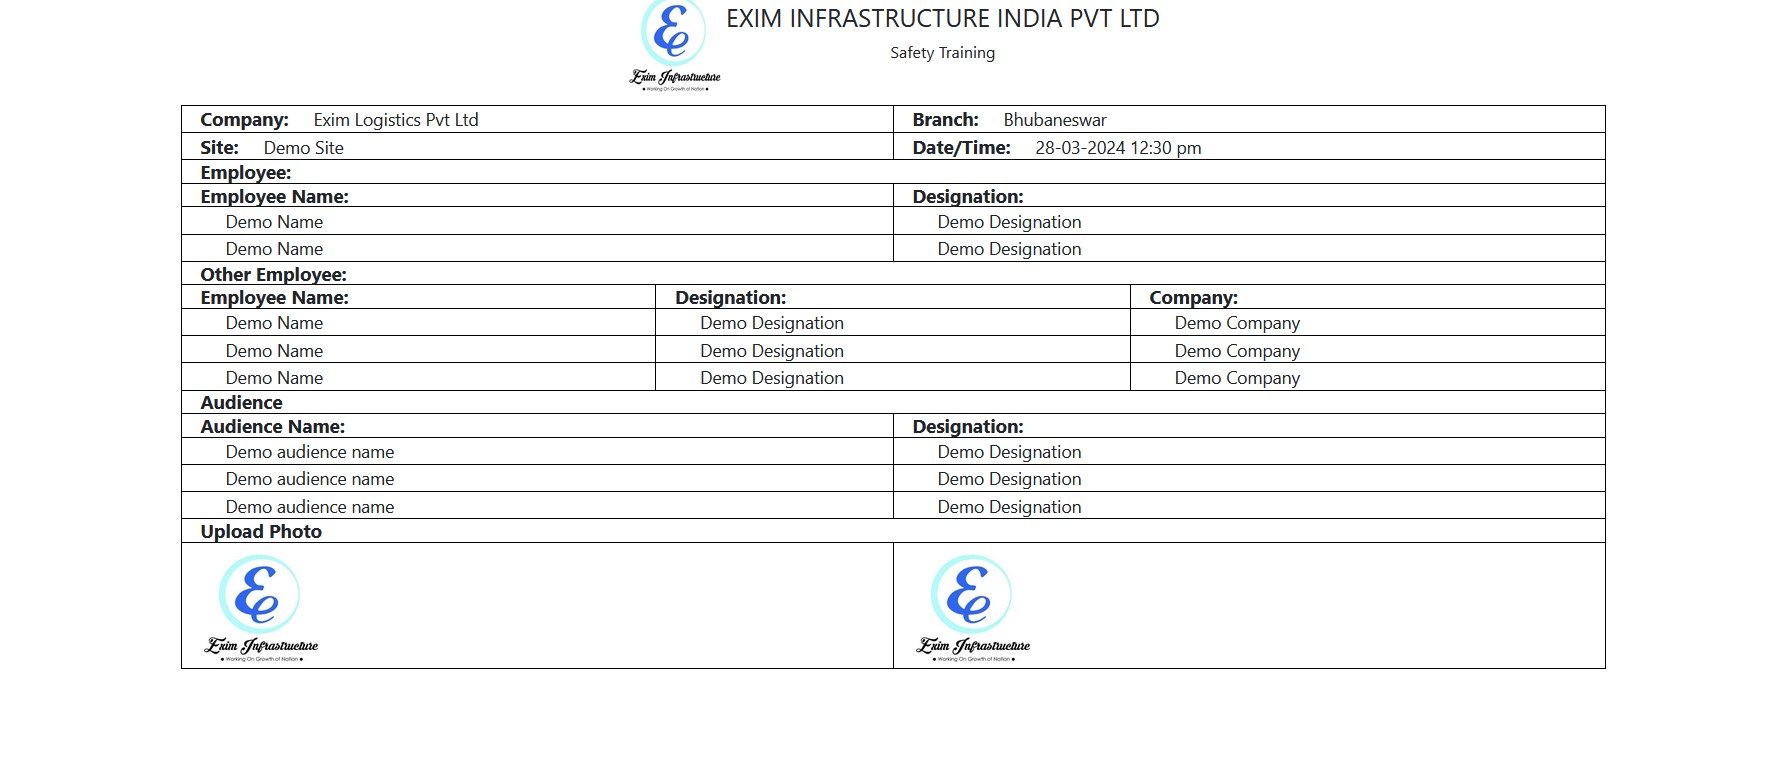 EXIM INFRASTRUCTURE INDIA PVT LTD
Safety Training
Exim Infrastructure
● Working On Growth of Nation ●
Company: Exim Logistics Pvt Ltd Branch: Bhubaneswar
Site: Demo Site Date/Time: 28-03-2024 12:30 pm
Employee:
Employee Name: Designation:
Demo Name Demo Designation
Demo Name Demo Designation
Other Employee:
Employee Name: Designation: Company:
Demo Name Demo Designation Demo Company
Demo Name Demo Designation Demo Company
Demo Name Demo Designation Demo Company
Audience
Audience Name: Designation:
Demo audience name Demo Designation
Demo audience name Demo Designation
Demo audience name Demo Designation
Upload Photo
Exim Infrastructure Exim Infrastructure
● Working On Growth of Nation ● ● Working On Growth of Nation ●